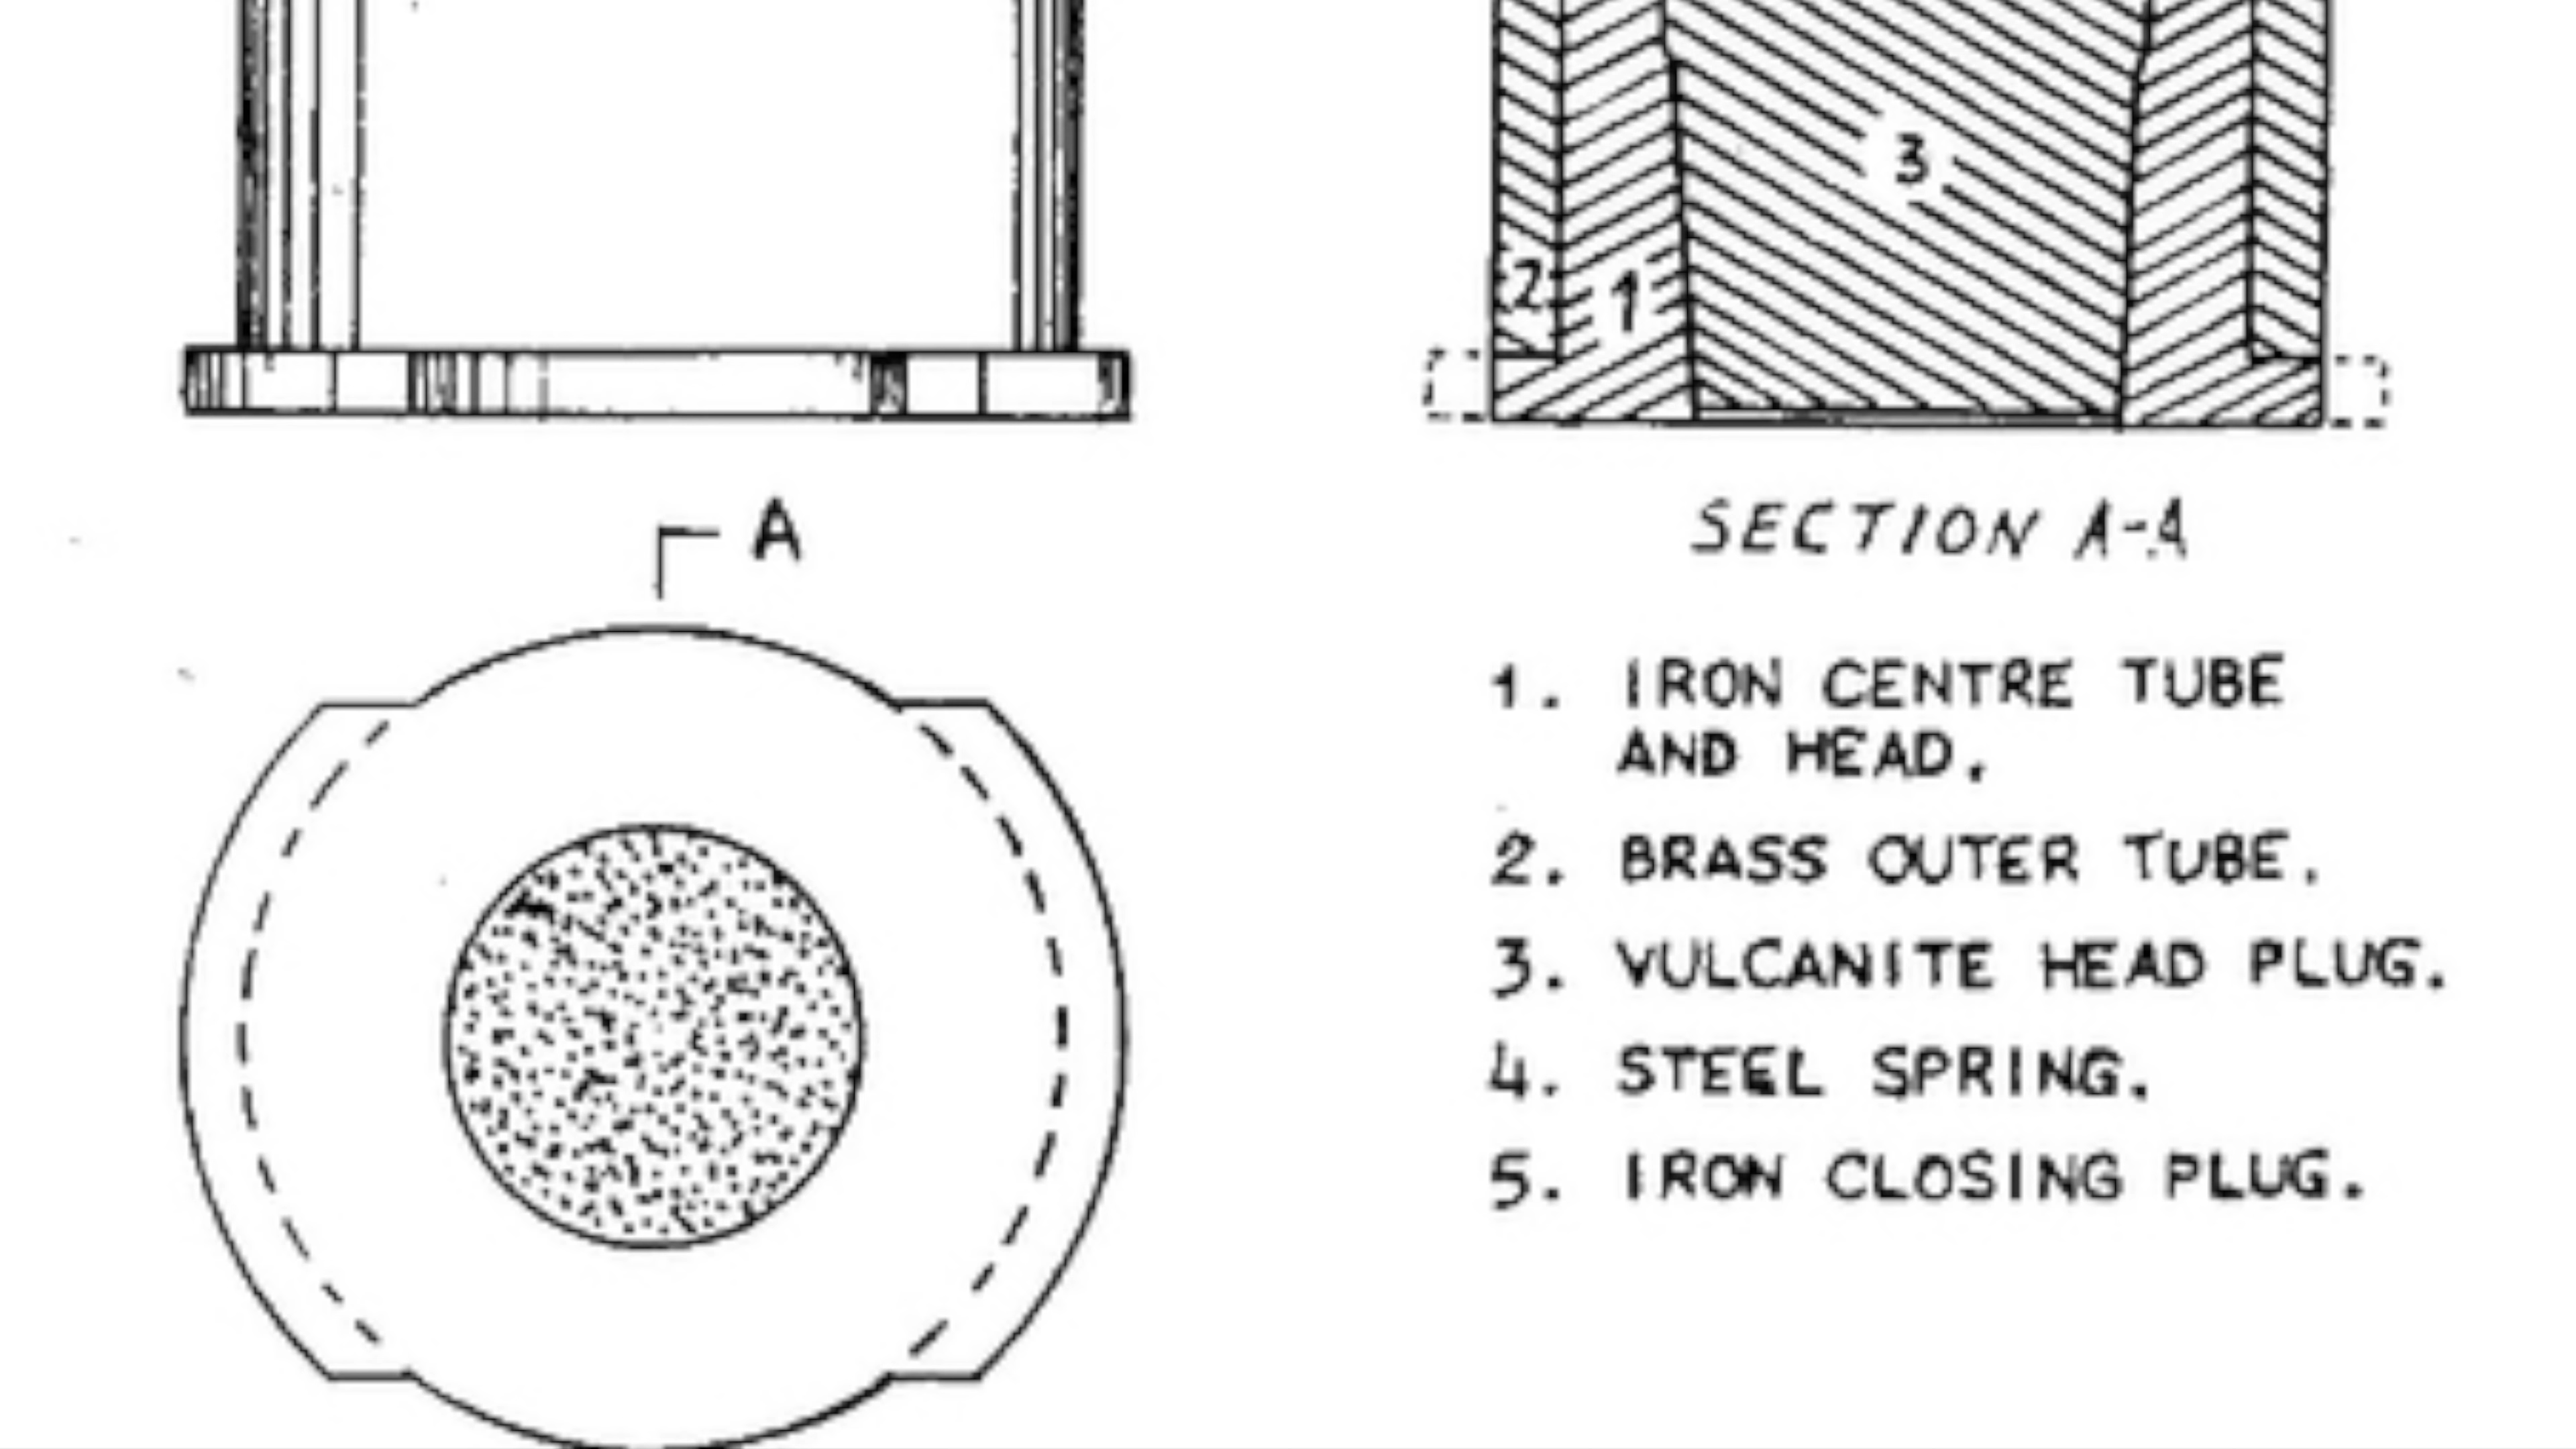 3
2
1
A
SECTION A-A
1. IRON CENTRE TUBE
AND HEAD.
2. BRASS OUTER TUBE.
3. VULCANITE HEAD PLUG.
4. STEEL SPRING.
5. IRON CLOSING PLUG.